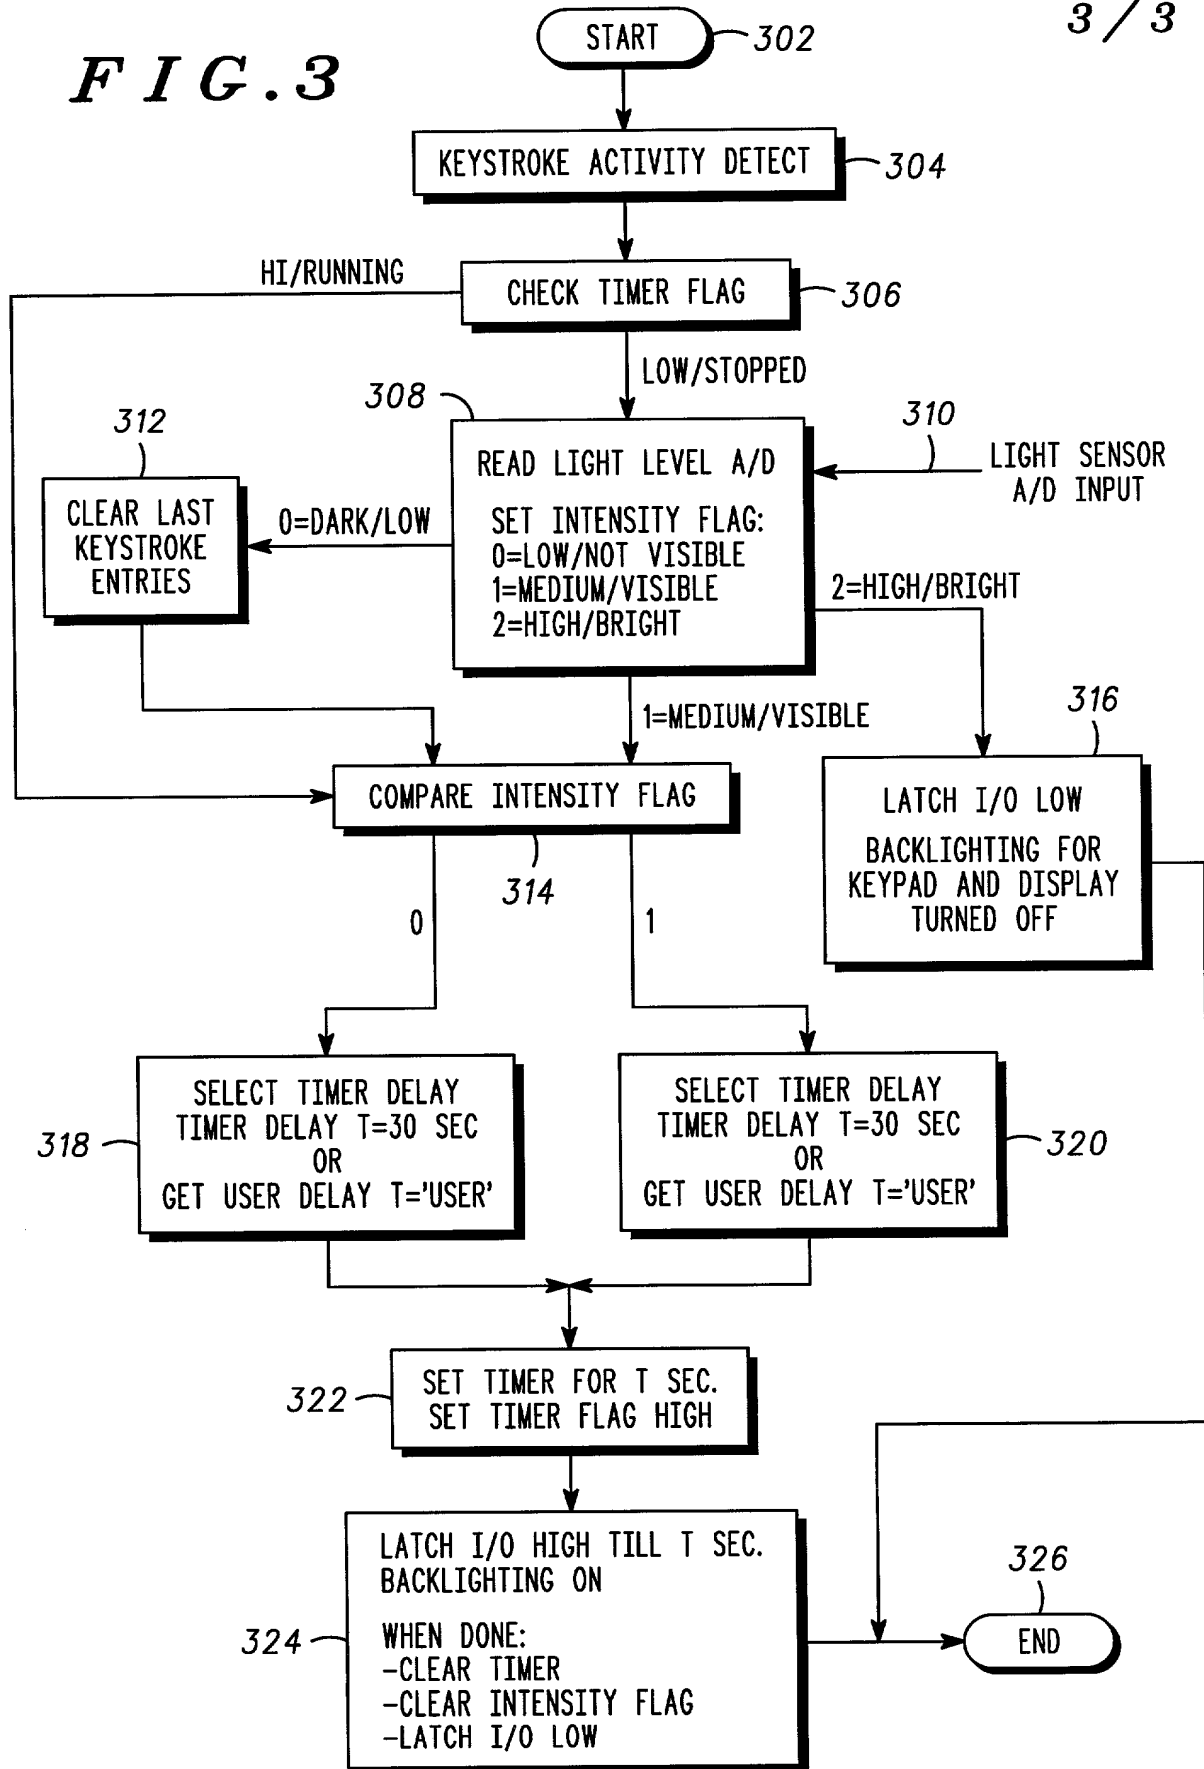 3/3
FIG.3
START
302
KEYSTROKE ACTIVITY DETECT
304
HI/RUNNING
CHECK TIMER FLAG
306
LOW/STOPPED
308
312
310
READ LIGHT LEVEL A/D
SET INTENSITY FLAG:
0=LOW/NOT VISIBLE
1=MEDIUM/VISIBLE
2=HIGH/BRIGHT
LIGHT SENSOR
A/D INPUT
0=DARK/LOW
CLEAR LAST
KEYSTROKE
ENTRIES
2=HIGH/BRIGHT
1=MEDIUM/VISIBLE
316
COMPARE INTENSITY FLAG
314
LATCH I/O LOW
BACKLIGHTING FOR
KEYPAD AND DISPLAY
TURNED OFF
0
1
SELECT TIMER DELAY
TIMER DELAY T=30 SEC
OR
GET USER DELAY T='USER'
318
SELECT TIMER DELAY
TIMER DELAY T=30 SEC
OR
GET USER DELAY T='USER'
320
SET TIMER FOR T SEC.
SET TIMER FLAG HIGH
322
LATCH I/O HIGH TILL T SEC.
BACKLIGHTING ON
WHEN DONE:
-CLEAR TIMER
-CLEAR INTENSITY FLAG
-LATCH I/O LOW
324
326
END